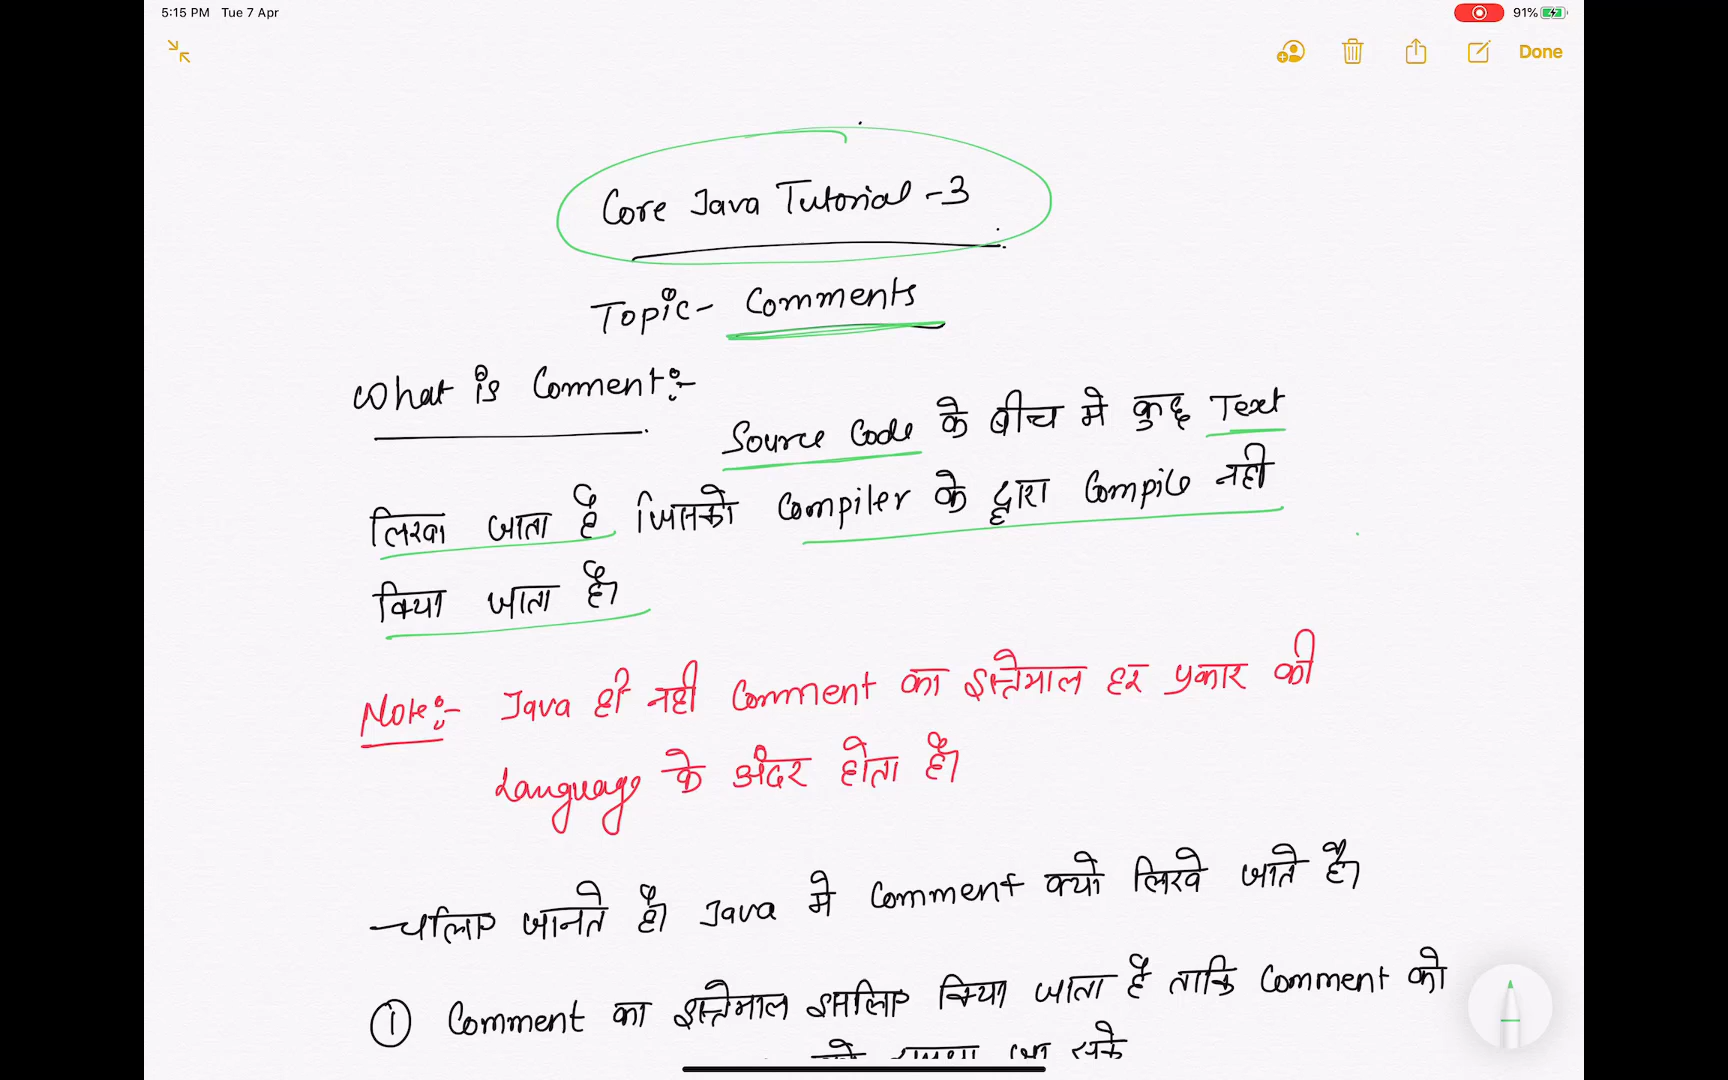 5:15 PM Tue 7 Apr
91%
Done
Core Java Tutorial -3
Topic- Comments
What is Comment:-
Source Code के बीच मे कुछ Text
लिखा जाता है जिसको Compiler के द्वारा Compile नही
किया जाता है।
Note:- Java ही नही Comment का इस्तेमाल हर प्रकार की
Language के अंदर होता है।
चलिए जानते है। Java मे Comment क्यो लिखे जाते है।
① Comment का इस्तेमाल इसलिए किया जाता है ताकि Comment को
जा सके